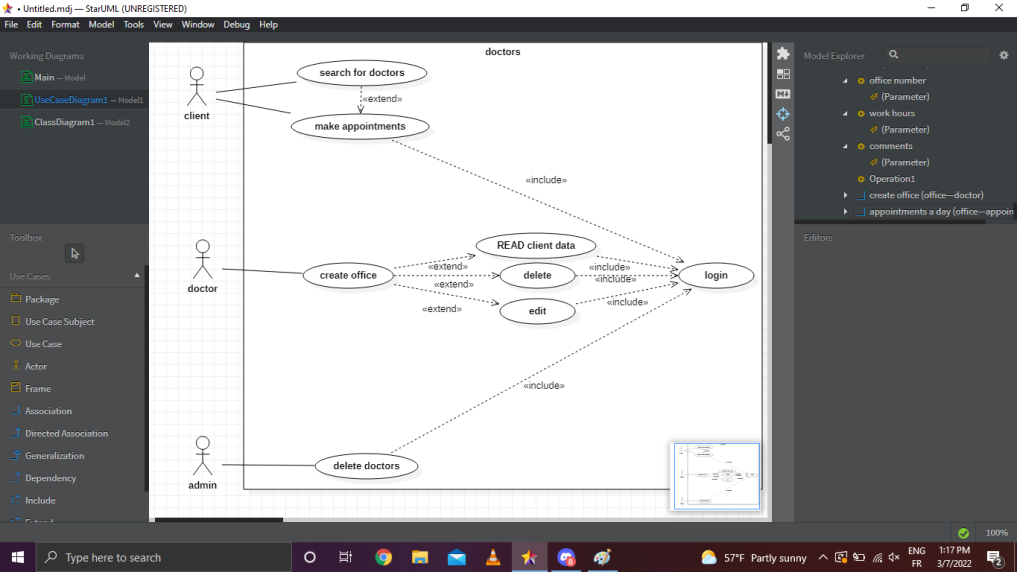 • Untitled.mdj — StarUML (UNREGISTERED)
File Edit Format Model Tools View Window Debug Help
Working Diagrams
Main — Model
UseCaseDiagram1 — Model1
ClassDiagram1 — Model2
Toolbox
Use Cases
Package
Use Case Subject
Use Case
Actor
Frame
Association
Directed Association
Generalization
Dependency
Include
Extend
doctors
client
search for doctors
«extend»
make appointments
«include»
doctor
create office
«extend»
«extend»
«extend»
READ client data
delete
edit
«include»
«include»
«include»
login
«include»
admin
delete doctors
Model Explorer
office number
(Parameter)
work hours
(Parameter)
comments
(Parameter)
Operation1
create office (office—doctor)
appointments a day (office—appoin
Editors
100%
Type here to search
8
57°F Partly sunny
ENG
FR
1:17 PM
3/7/2022
2